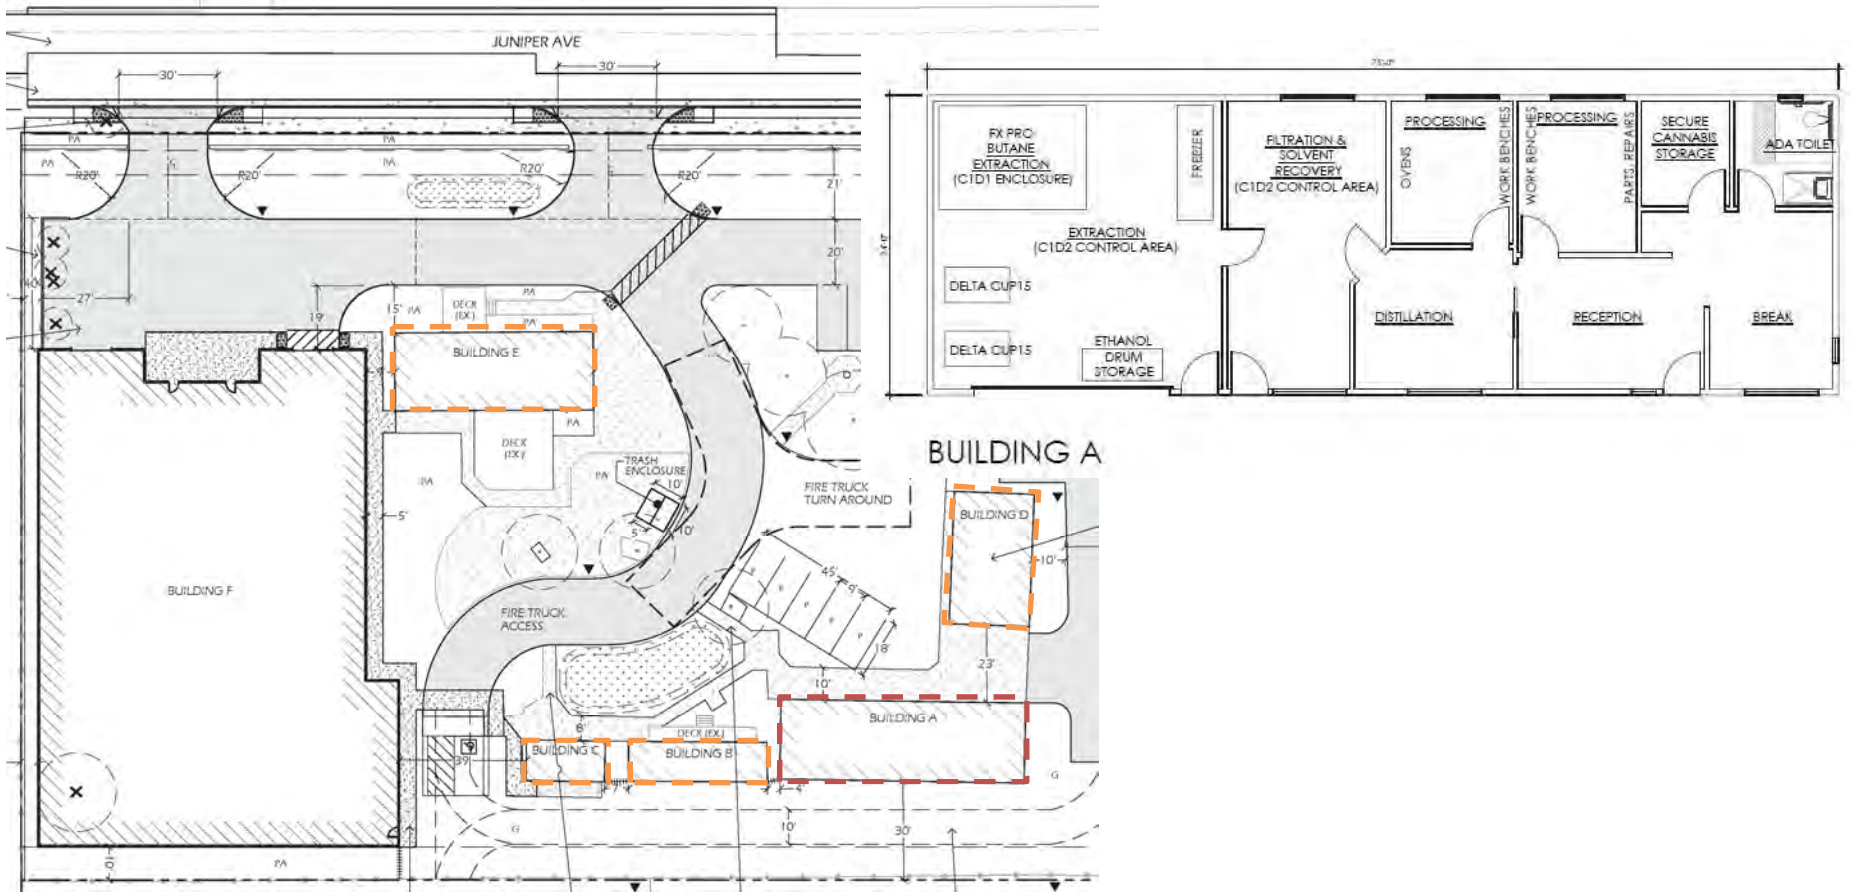 JUNIPER AVE
30'
30'
PA
PA
PA
PA
G
R20'
R20'
R20'
R20'
21'
20'
27'
19'
15'
PA
DECK
(EX.)
PA
PA
BUILDING E
DECK
(EX.)
PA
PA
PA
TRASH
ENCLOSURE
10'
10'
5'
5'
FIRE TRUCK
TURN AROUND
BUILDING F
FIRE TRUCK
ACCESS
45'
9'
18'
BUILDING D
10'
23'
10'
BUILDING A
DECK (EX.)
8'
BUILDING C
BUILDING B
39'
7'
4'
G
G
10'
30'
10'
PA
FX PRO
BUTANE
EXTRACTION
(C1D1 ENCLOSURE)
FREEZER
EXTRACTION
(C1D2 CONTROL AREA)
DELTA CUP15
DELTA CUP15
ETHANOL
DRUM
STORAGE
FILTRATION &
SOLVENT
RECOVERY
(C1D2 CONTROL AREA)
PROCESSING
OVENS
WORK BENCHES
WORK BENCHES
PROCESSING
PARTS, REPAIRS
SECURE
CANNABIS
STORAGE
ADA TOILET
DISTILLATION
RECEPTION
BREAK
BUILDING A